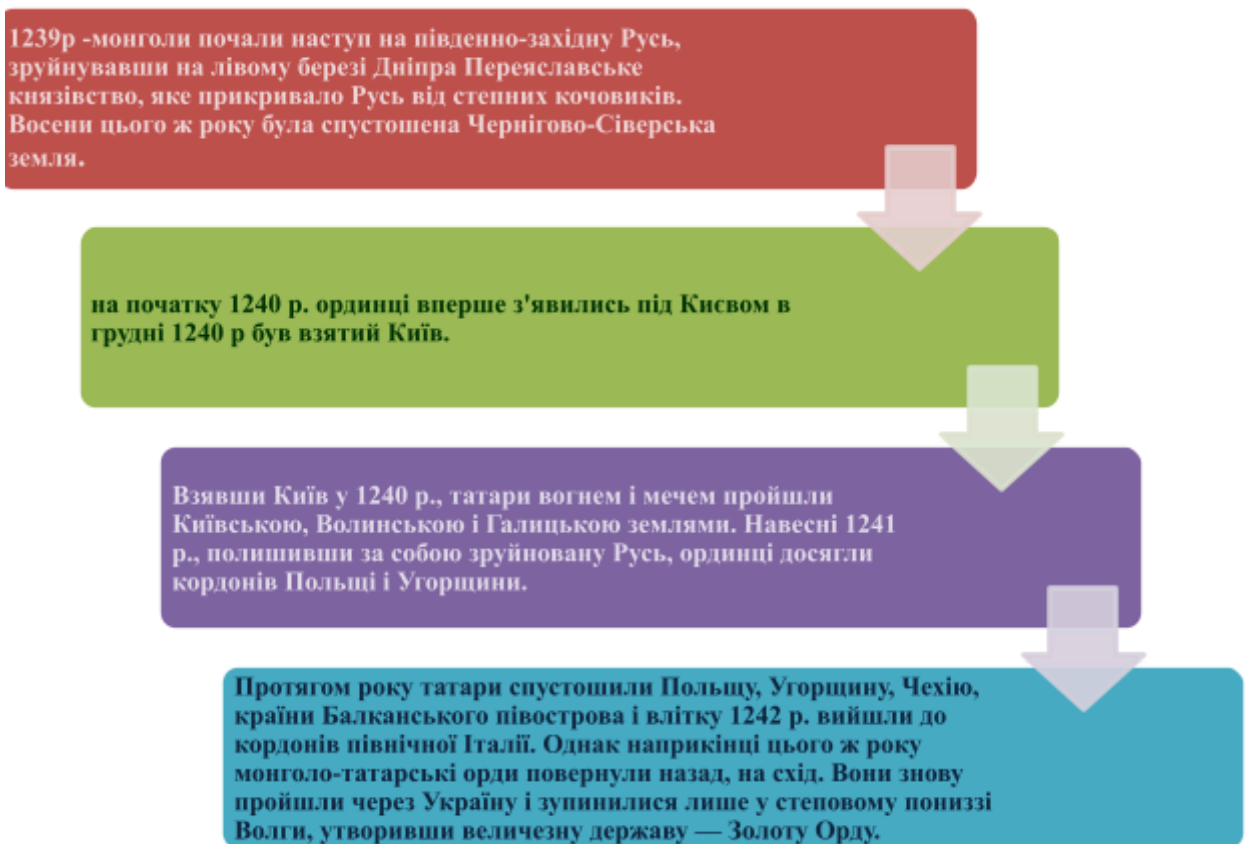 1239р -монголи почали наступ на південно-західну Русь,
зруйнувавши на лівому березі Дніпра Переяславське
князівство, яке прикривало Русь від степних кочовиків.
Восени цього ж року була спустошена Чернігово-Сіверська
земля.
на початку 1240 р. ординці вперше з'явились під Києвом в
грудні 1240 р був взятий Київ.
Взявши Київ у 1240 р., татари вогнем і мечем пройшли
Київською, Волинською і Галицькою землями. Навесні 1241
р., полишивши за собою зруйновану Русь, ординці досягли
кордонів Польщі і Угорщини.
Протягом року татари спустошили Польщу, Угорщину, Чехію,
країни Балканського півострова і влітку 1242 р. вийшли до
кордонів північної Італії. Однак наприкінці цього ж року
монголо-татарські орди повернули назад, на схід. Вони знову
пройшли через Україну і зупинилися лише у степовому пониззі
Волги, утворивши величезну державу — Золоту Орду.